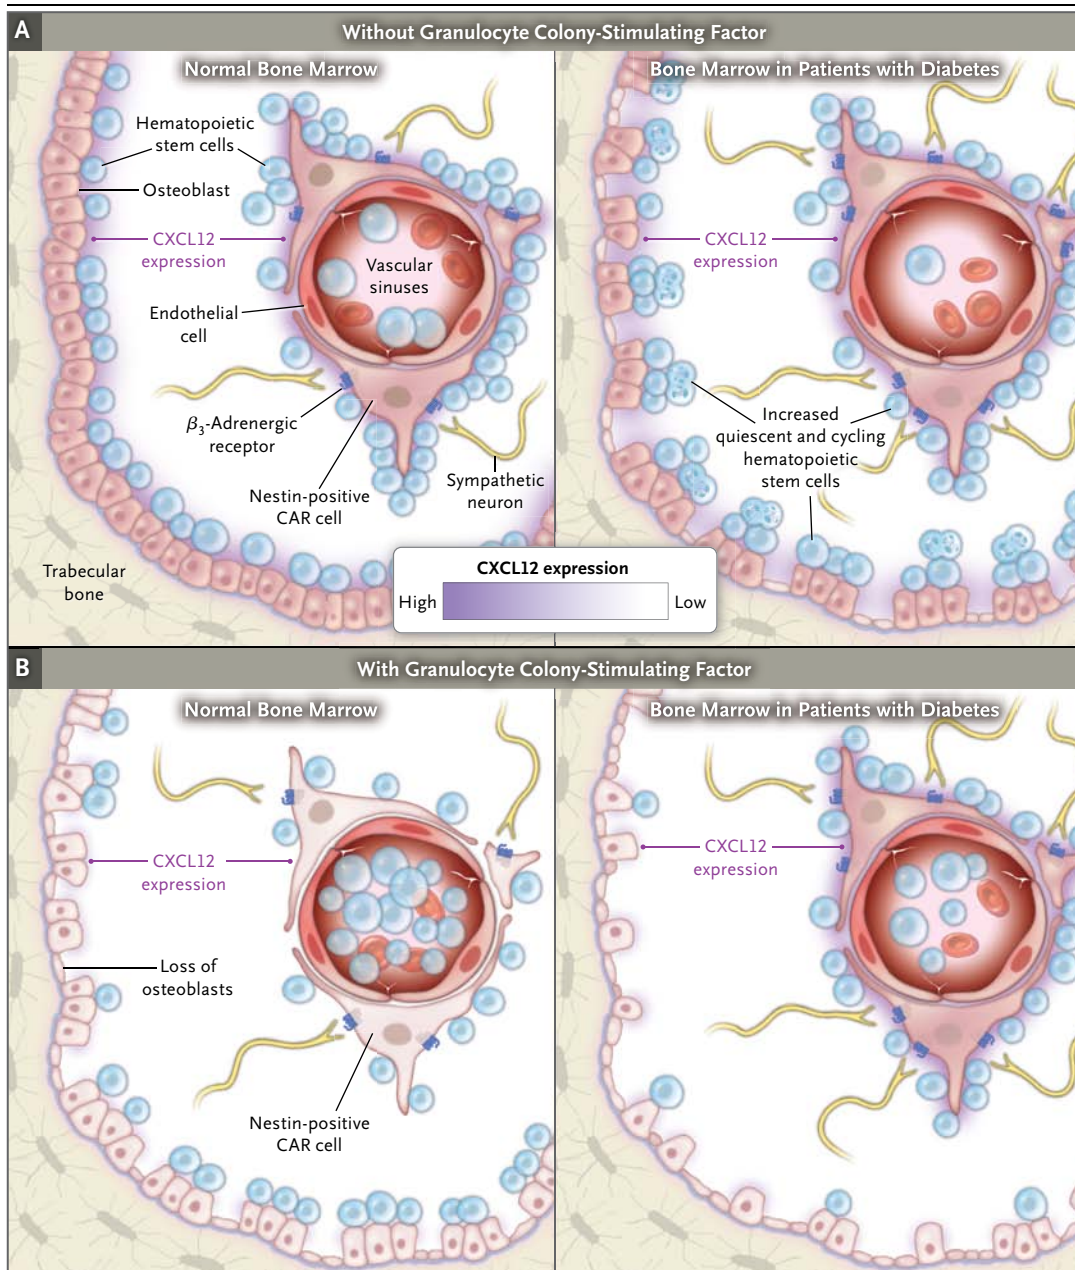 A
Without Granulocyte Colony-Stimulating Factor
Normal Bone Marrow
Hematopoietic
stem cells
Osteoblast
CXCL12
expression
Vascular
sinuses
Endothelial
cell
β3-Adrenergic
receptor
Nestin-positive
CAR cell
Sympathetic
neuron
Trabecular
bone
Bone Marrow in Patients with Diabetes
CXCL12
expression
Increased
quiescent and cycling
hematopoietic
stem cells
CXCL12 expression
High
Low
B
With Granulocyte Colony-Stimulating Factor
Normal Bone Marrow
CXCL12
expression
Loss of
osteoblasts
Nestin-positive
CAR cell
Bone Marrow in Patients with Diabetes
CXCL12
expression